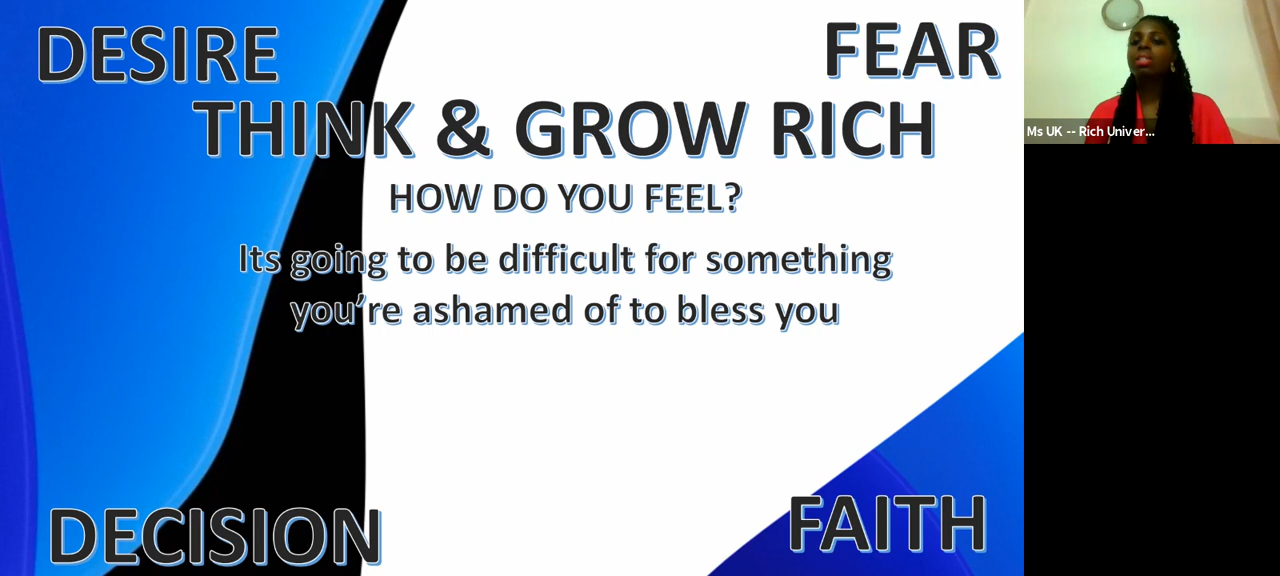 DESIRE
FEAR
THINK & GROW RICH
HOW DO YOU FEEL?
Its going to be difficult for something
you’re ashamed of to bless you
DECISION
FAITH
Ms UK -- Rich Univer...